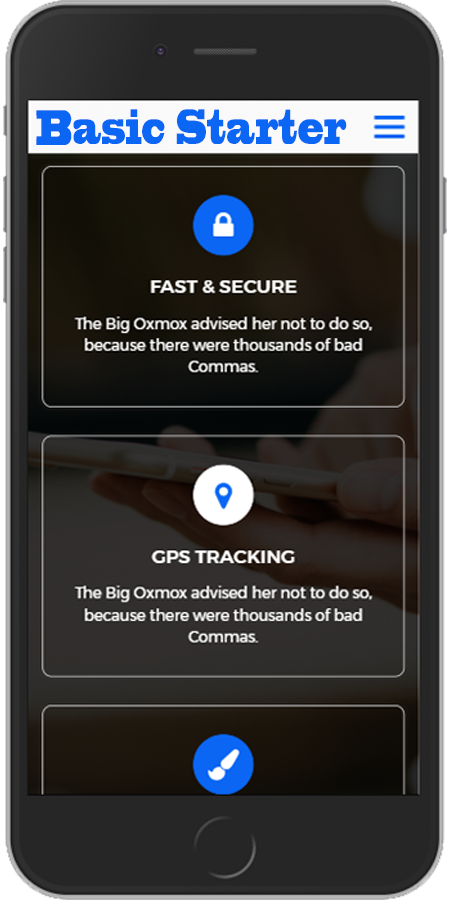 Basic Starter
FAST & SECURE
The Big Oxmox advised her not to do so,
because there were thousands of bad
Commas.
GPS TRACKING
The Big Oxmox advised her not to do so,
because there were thousands of bad
Commas.